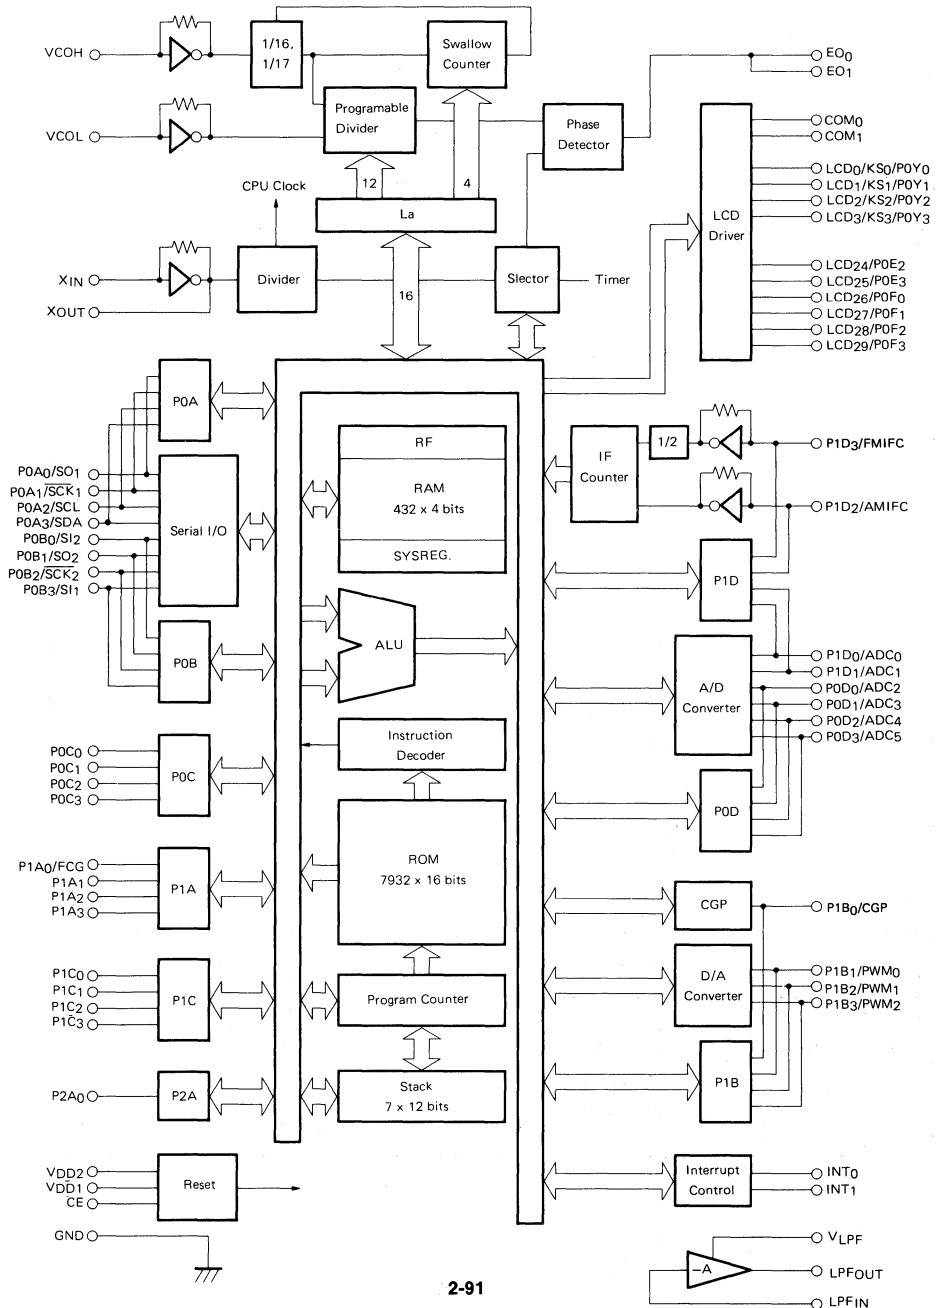 VCOH
1/16,
1/17
Swallow
Counter
EO0
EO1
VCOL
Programable
Divider
Phase
Detector
COM0
COM1
LCD0/KS0/P0Y0
LCD1/KS1/P0Y1
LCD2/KS2/P0Y2
LCD3/KS3/P0Y3
12
4
CPU Clock
La
LCD
Driver
XIN
XOUT
Divider
16
Slector
Timer
LCD24/P0E2
LCD25/P0E3
LCD26/P0F0
LCD27/P0F1
LCD28/P0F2
LCD29/P0F3
P0A
RF
RAM
432 x 4 bits
SYSREG.
IF
Counter
1/2
P1D3/FMIFC
P1D2/AMIFC
P0A0/SO1
P0A1/SCK1
P0A2/SCL
P0A3/SDA
P0B0/SI2
P0B1/SO2
P0B2/SCK2
P0B3/SI1
Serial I/O
P1D
P0B
ALU
A/D
Converter
P1D0/ADC0
P1D1/ADC1
P0D0/ADC2
P0D1/ADC3
P0D2/ADC4
P0D3/ADC5
P0C0
P0C1
P0C2
P0C3
P0C
Instruction
Decoder
P0D
P1A0/FCG
P1A1
P1A2
P1A3
P1A
ROM
7932 x 16 bits
CGP
P1B0/CGP
P1C0
P1C1
P1C2
P1C3
P1C
Program Counter
D/A
Converter
P1B1/PWM0
P1B2/PWM1
P1B3/PWM2
P2A0
P2A
Stack
7 x 12 bits
P1B
VDD2
VDD1
CE
Reset
Interrupt
Control
INT0
INT1
GND
VLPF
–A
LPFOUT
LPFIN
2-91